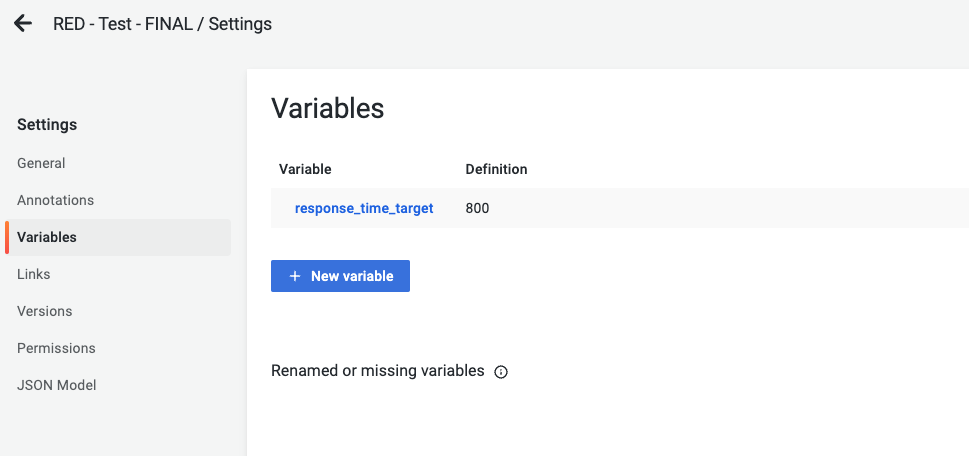 RED - Test - FINAL / Settings
Settings
General
Annotations
Variables
Links
Versions
Permissions
JSON Model
Variables
Variable Definition
response_time_target 800
+ New variable
Renamed or missing variables